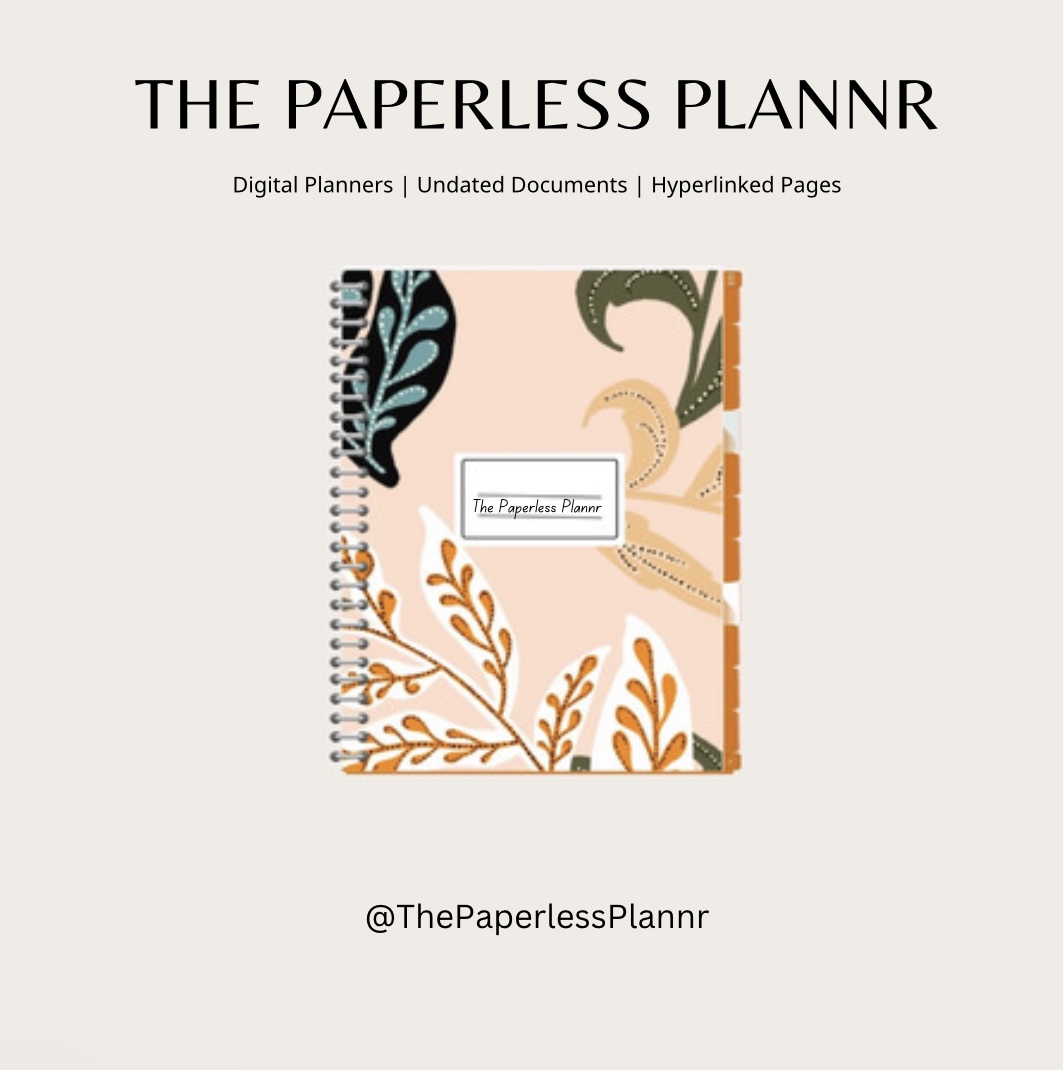 THE PAPERLESS PLANNR
Digital Planners | Undated Documents | Hyperlinked Pages
The Paperless Plannr
@ThePaperlessPlannr